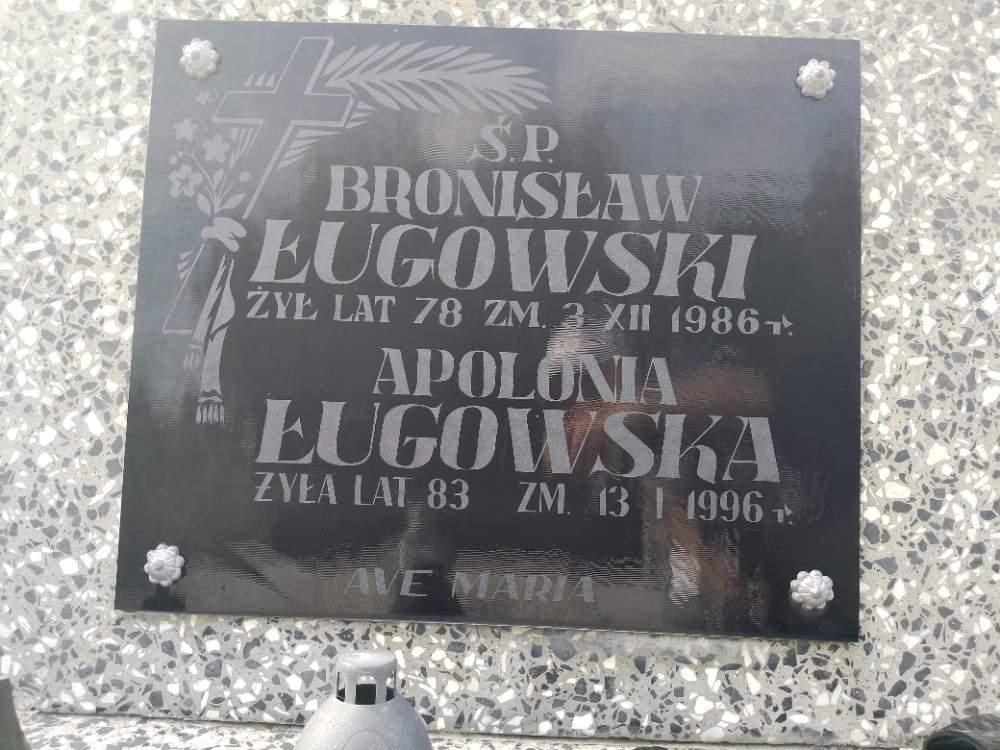 Ś.P.
BRONISŁAW
ŁUGOWSKI
ŻYŁ LAT 78 ZM. 3 XII 1986 r.
APOLONIA
ŁUGOWSKA
ŻYŁA LAT 83 ZM. 13 I 1996 r.
AVE MARIA